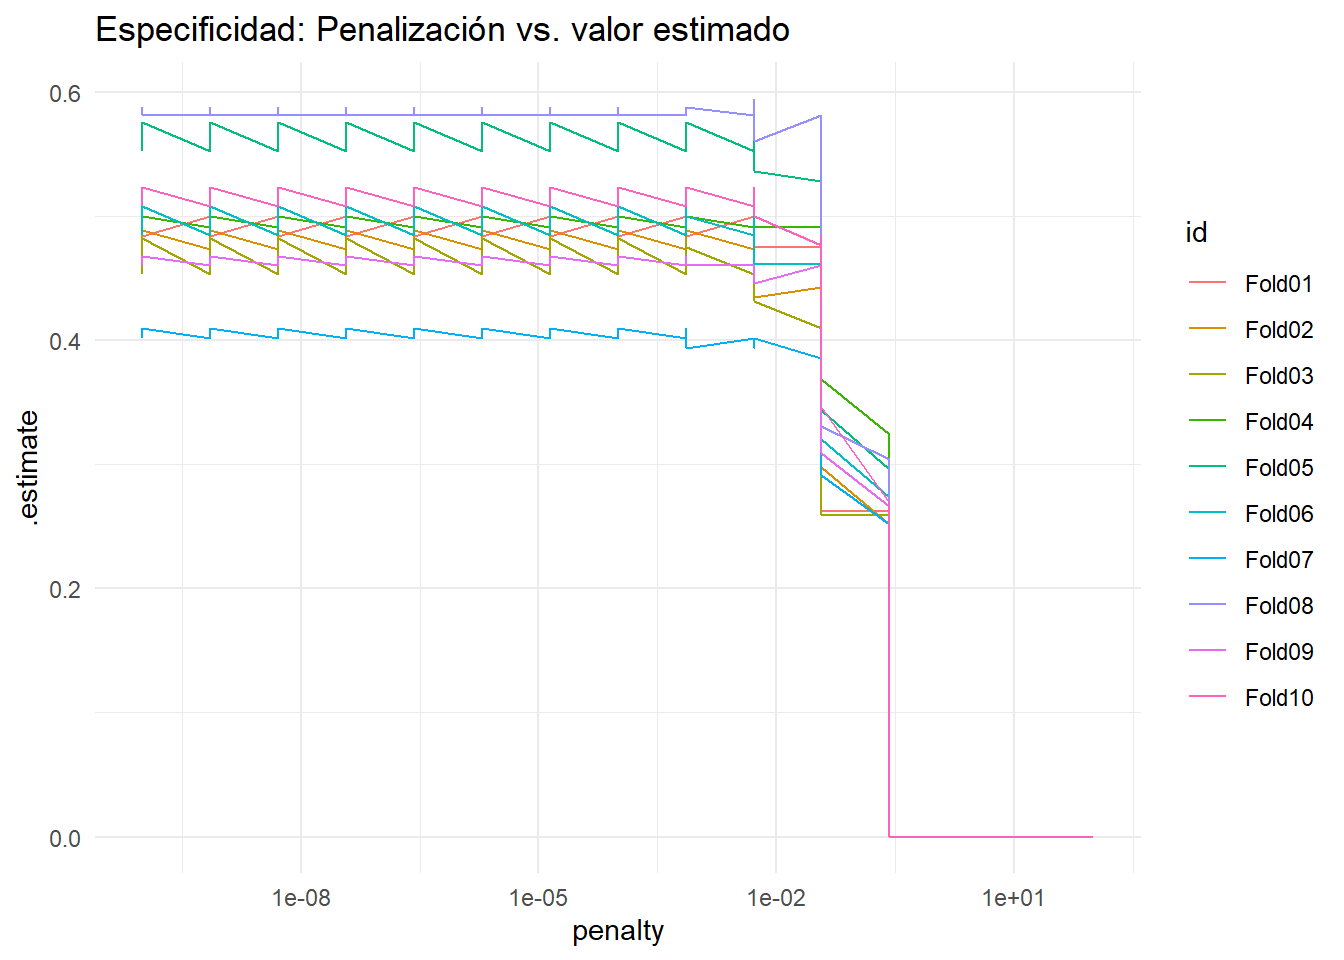 Especificidad: Penalización vs. valor estimado
0.6
0.4
0.2
0.0
.estimate
1e-08
1e-05
1e-02
1e+01
penalty
id
Fold01
Fold02
Fold03
Fold04
Fold05
Fold06
Fold07
Fold08
Fold09
Fold10